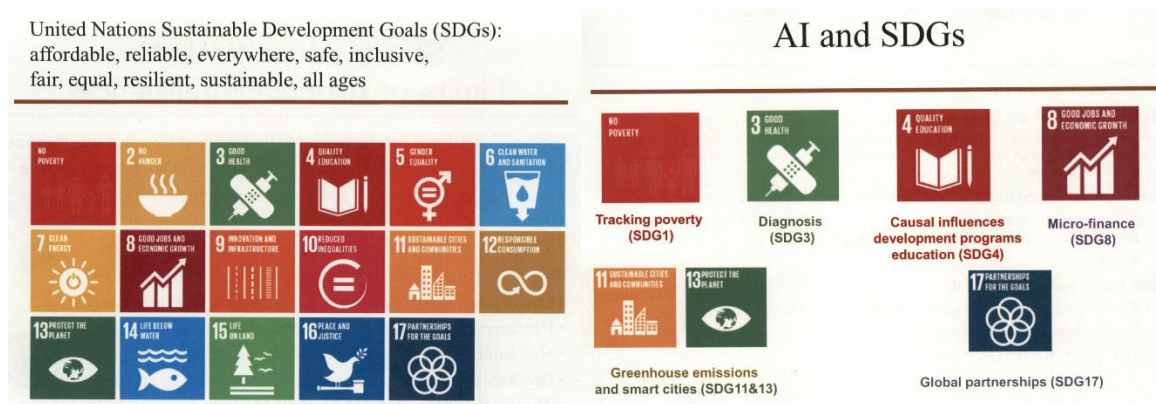 United Nations Sustainable Development Goals (SDGs):
affordable, reliable, everywhere, safe, inclusive,
fair, equal, resilient, sustainable, all ages
NO
POVERTY
2 NO
HUNGER
3 GOOD
HEALTH
4 QUALITY
EDUCATION
5 GENDER
EQUALITY
6 CLEAN WATER
AND SANITATION
7 CLEAN
ENERGY
8 GOOD JOBS AND
ECONOMIC GROWTH
9 INNOVATION AND
INFRASTRUCTURE
10 REDUCED
INEQUALITIES
11 SUSTAINABLE CITIES
AND COMMUNITIES
12 RESPONSIBLE
CONSUMPTION
13 PROTECT THE
PLANET
14 LIFE BELOW
WATER
15 LIFE
ON LAND
16 PEACE AND
JUSTICE
17 PARTNERSHIPS
FOR THE GOALS
AI and SDGs
NO
POVERTY
3 GOOD
HEALTH
4 QUALITY
EDUCATION
8 GOOD JOBS AND
ECONOMIC GROWTH
Tracking poverty
(SDG1)
Diagnosis
(SDG3)
Causal influences
development programs
education (SDG4)
Micro-finance
(SDG8)
11 SUSTAINABLE CITIES
AND COMMUNITIES
13 PROTECT THE
PLANET
17 PARTNERSHIPS
FOR THE GOALS
Greenhouse emissions
and smart cities (SDG11&13)
Global partnerships (SDG17)